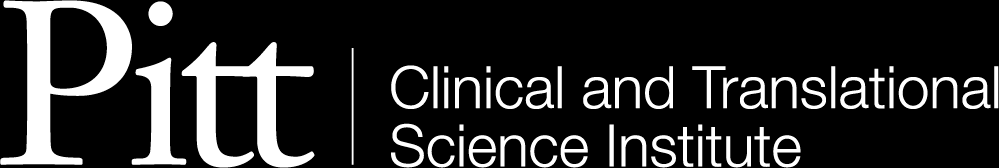 Pitt
Clinical and Translational
Science Institute